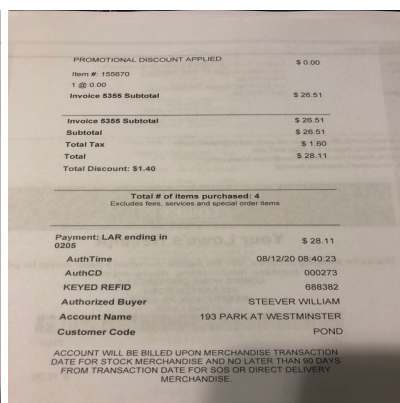 PROMOTIONAL DISCOUNT APPLIED $ 0.00
Item #: 155670
1 @ 0.00
Invoice 5355 Subtotal $ 26.51
Invoice 5355 Subtotal $ 26.51
Subtotal $ 26.51
Total Tax $ 1.60
Total $ 28.11
Total Discount: $1.40
Total # of items purchased: 4
Excludes fees, services and special order items
Payment: LAR ending in 0205 $ 28.11
AuthTime 08/12/20 08:40:23
AuthCD 000273
KEYED REFID 688382
Authorized Buyer STEEVER WILLIAM
Account Name 193 PARK AT WESTMINSTER
Customer Code POND
ACCOUNT WILL BE BILLED UPON MERCHANDISE TRANSACTION
DATE FOR STOCK MERCHANDISE AND NO LATER THAN 90 DAYS
FROM TRANSACTION DATE FOR SOS OR DIRECT DELIVERY
MERCHANDISE.